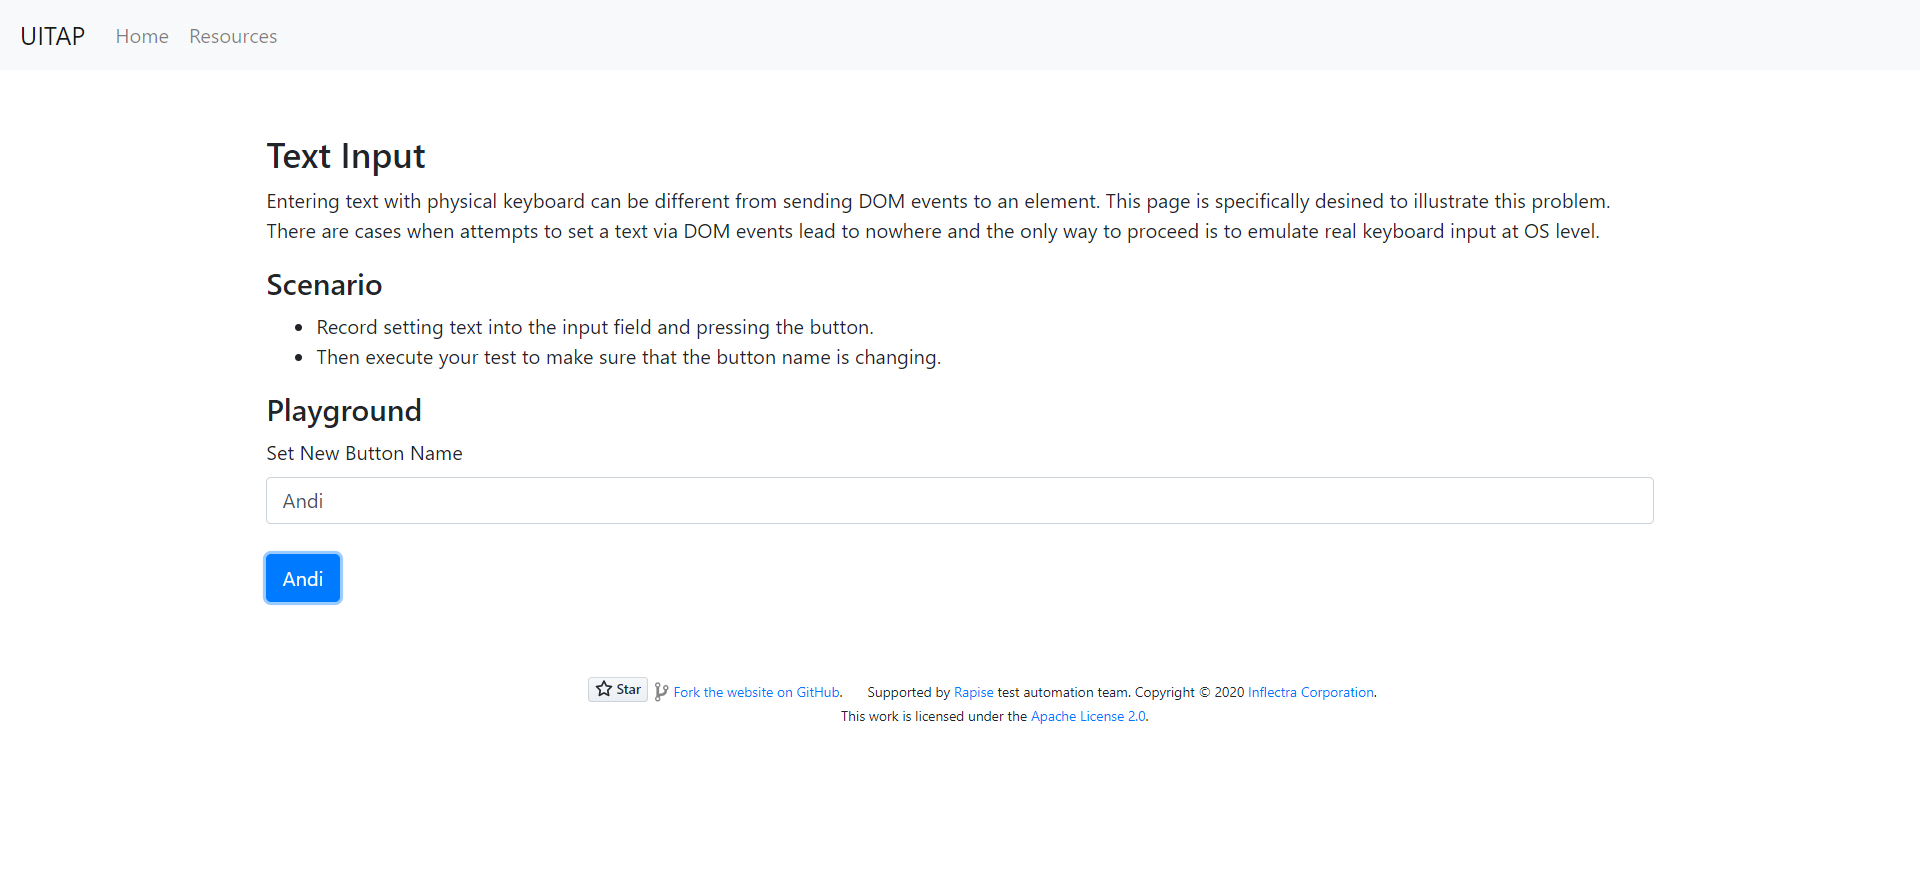 UITAP Home Resources
Text Input
Entering text with physical keyboard can be different from sending DOM events to an element. This page is specifically desined to illustrate this problem.
There are cases when attempts to set a text via DOM events lead to nowhere and the only way to proceed is to emulate real keyboard input at OS level.
Scenario
Record setting text into the input field and pressing the button.
Then execute your test to make sure that the button name is changing.
Playground
Set New Button Name
Andi
Andi
Star Fork the website on GitHub. Supported by Rapise test automation team. Copyright © 2020 Inflectra Corporation.
This work is licensed under the Apache License 2.0.